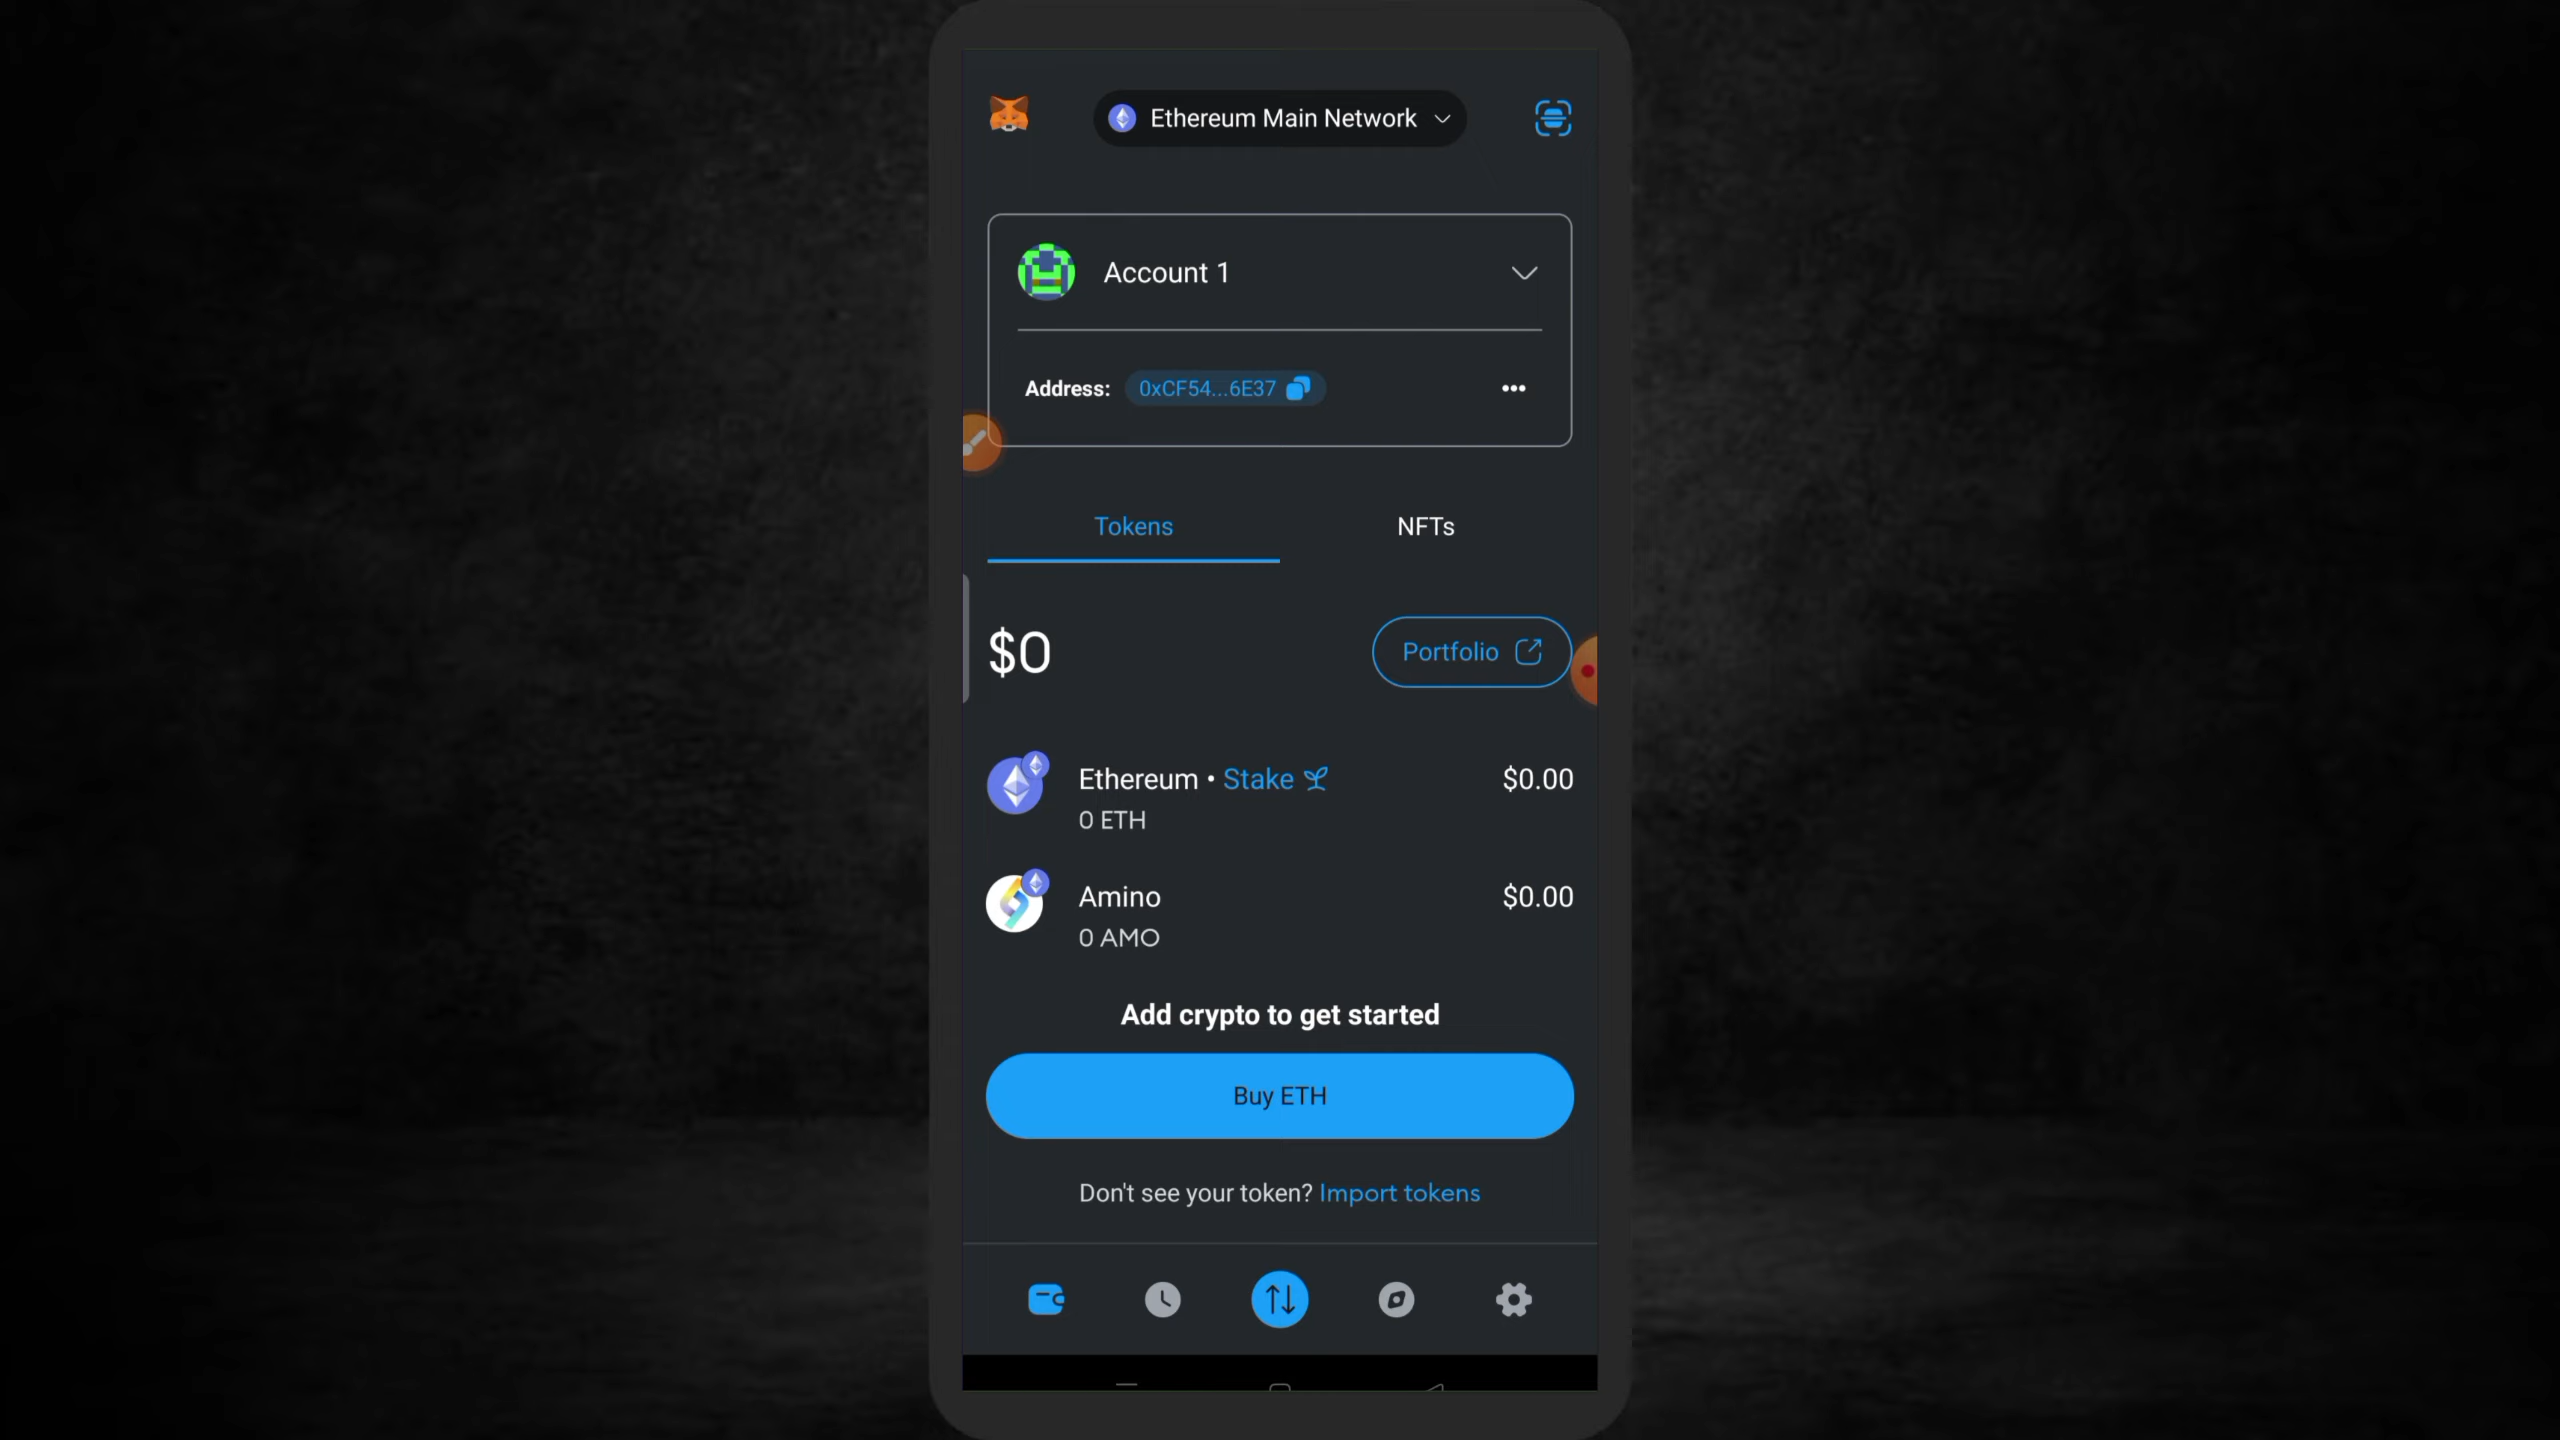 Ethereum Main Network
Account 1
Address: 0xCF54...6E37
Tokens NFTs
$0 Portfolio
Ethereum • Stake $0.00
0 ETH
Amino $0.00
0 AMO
Add crypto to get started
Buy ETH
Don't see your token? Import tokens